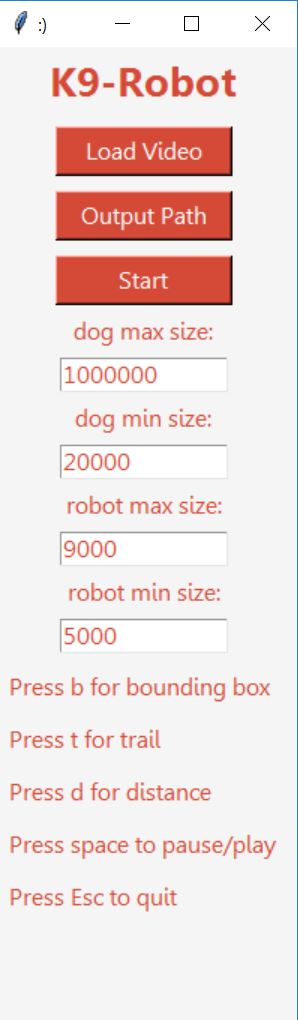 :)
K9-Robot
Load Video
Output Path
Start
dog max size:
1000000
dog min size:
20000
robot max size:
9000
robot min size:
5000
Press b for bounding box
Press t for trail
Press d for distance
Press space to pause/play
Press Esc to quit